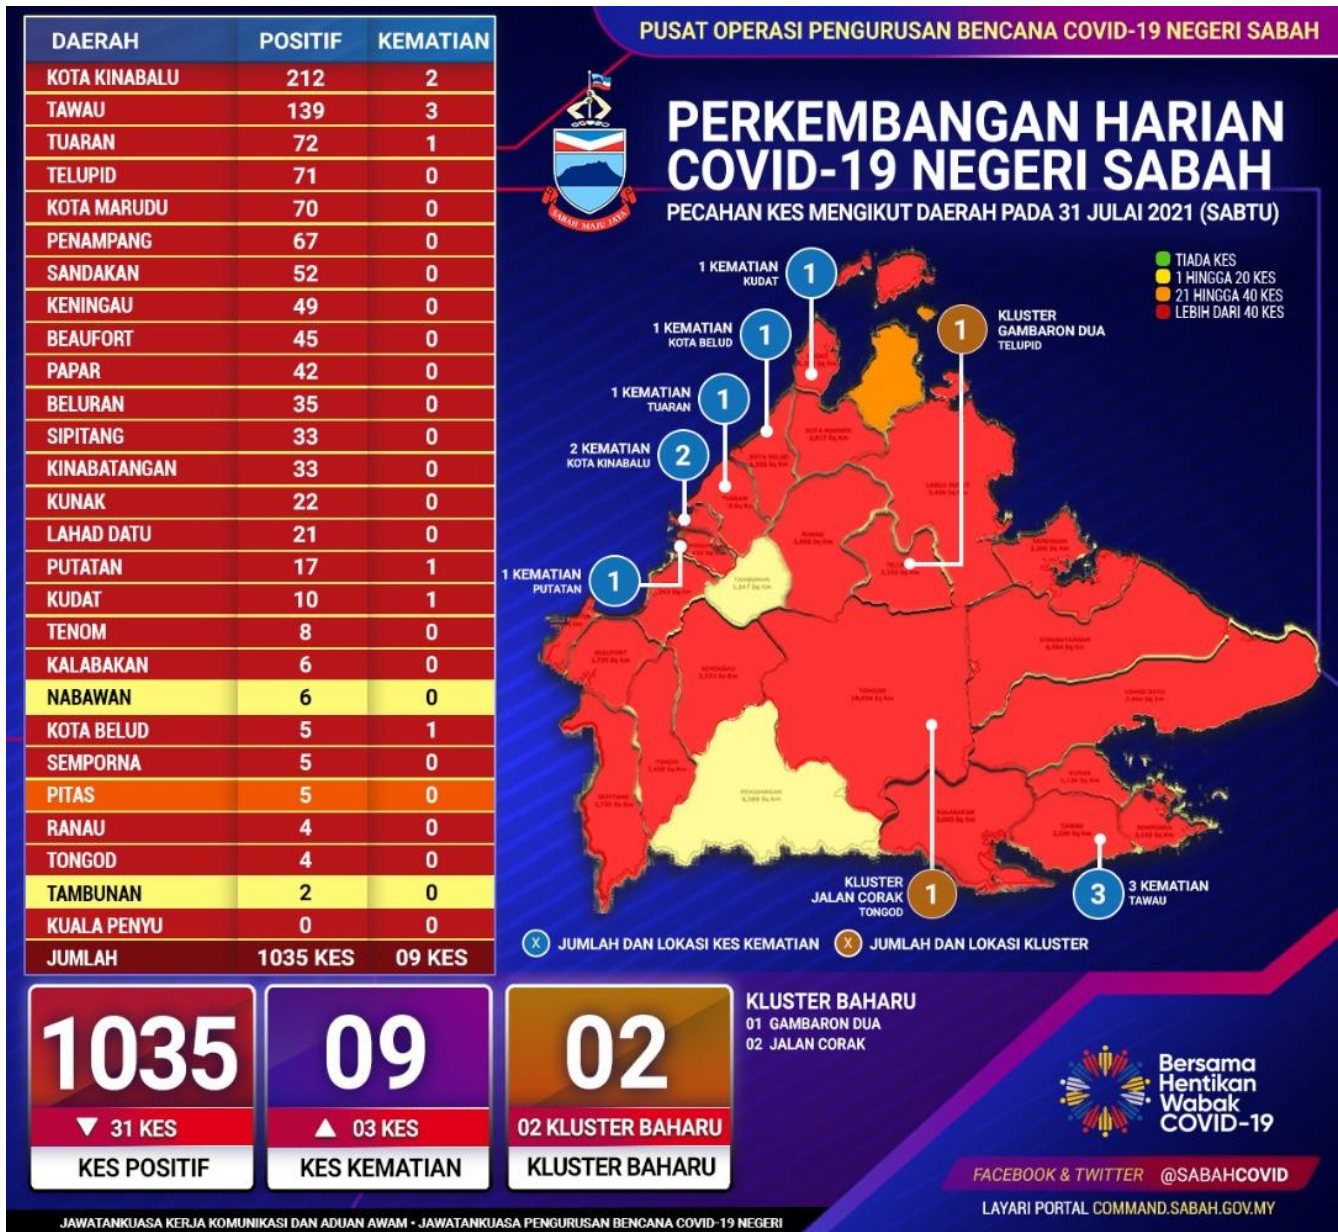 DAERAH POSITIF KEMATIAN
KOTA KINABALU 212 2
TAWAU 139 3
TUARAN 72 1
TELUPID 71 0
KOTA MARUDU 70 0
PENAMPANG 67 0
SANDAKAN 52 0
KENINGAU 49 0
BEAUFORT 45 0
PAPAR 42 0
BELURAN 35 0
SIPITANG 33 0
KINABATANGAN 33 0
KUNAK 22 0
LAHAD DATU 21 0
PUTATAN 17 1
KUDAT 10 1
TENOM 8 0
KALABAKAN 6 0
NABAWAN 6 0
KOTA BELUD 5 1
SEMPORNA 5 0
PITAS 5 0
RANAU 4 0
TONGOD 4 0
TAMBUNAN 2 0
KUALA PENYU 0 0
JUMLAH 1035 KES 09 KES
PUSAT OPERASI PENGURUSAN BENCANA COVID-19 NEGERI SABAH
SABAH MAJU JAYA
PERKEMBANGAN HARIAN
COVID-19 NEGERI SABAH
PECAHAN KES MENGIKUT DAERAH PADA 31 JULAI 2021 (SABTU)
TIADA KES
1 HINGGA 20 KES
21 HINGGA 40 KES
LEBIH DARI 40 KES
1 KEMATIAN
KUDAT
1
1 KEMATIAN
KOTA BELUD
1
1 KEMATIAN
TUARAN
1
2 KEMATIAN
KOTA KINABALU
2
1 KEMATIAN
PUTATAN
1
1
KLUSTER
GAMBARON DUA
TELUPID
KLUSTER
JALAN CORAK
TONGOD
1
3
3 KEMATIAN
TAWAU
X JUMLAH DAN LOKASI KES KEMATIAN
X JUMLAH DAN LOKASI KLUSTER
1035
▼ 31 KES
KES POSITIF
09
▲ 03 KES
KES KEMATIAN
02
02 KLUSTER BAHARU
KLUSTER BAHARU
KLUSTER BAHARU
01 GAMBARON DUA
02 JALAN CORAK
Bersama
Hentikan
Wabak
COVID-19
FACEBOOK & TWITTER @SABAHCOVID
LAYARI PORTAL COMMAND.SABAH.GOV.MY
JAWATANKUASA KERJA KOMUNIKASI DAN ADUAN AWAM • JAWATANKUASA PENGURUSAN BENCANA COVID-19 NEGERI